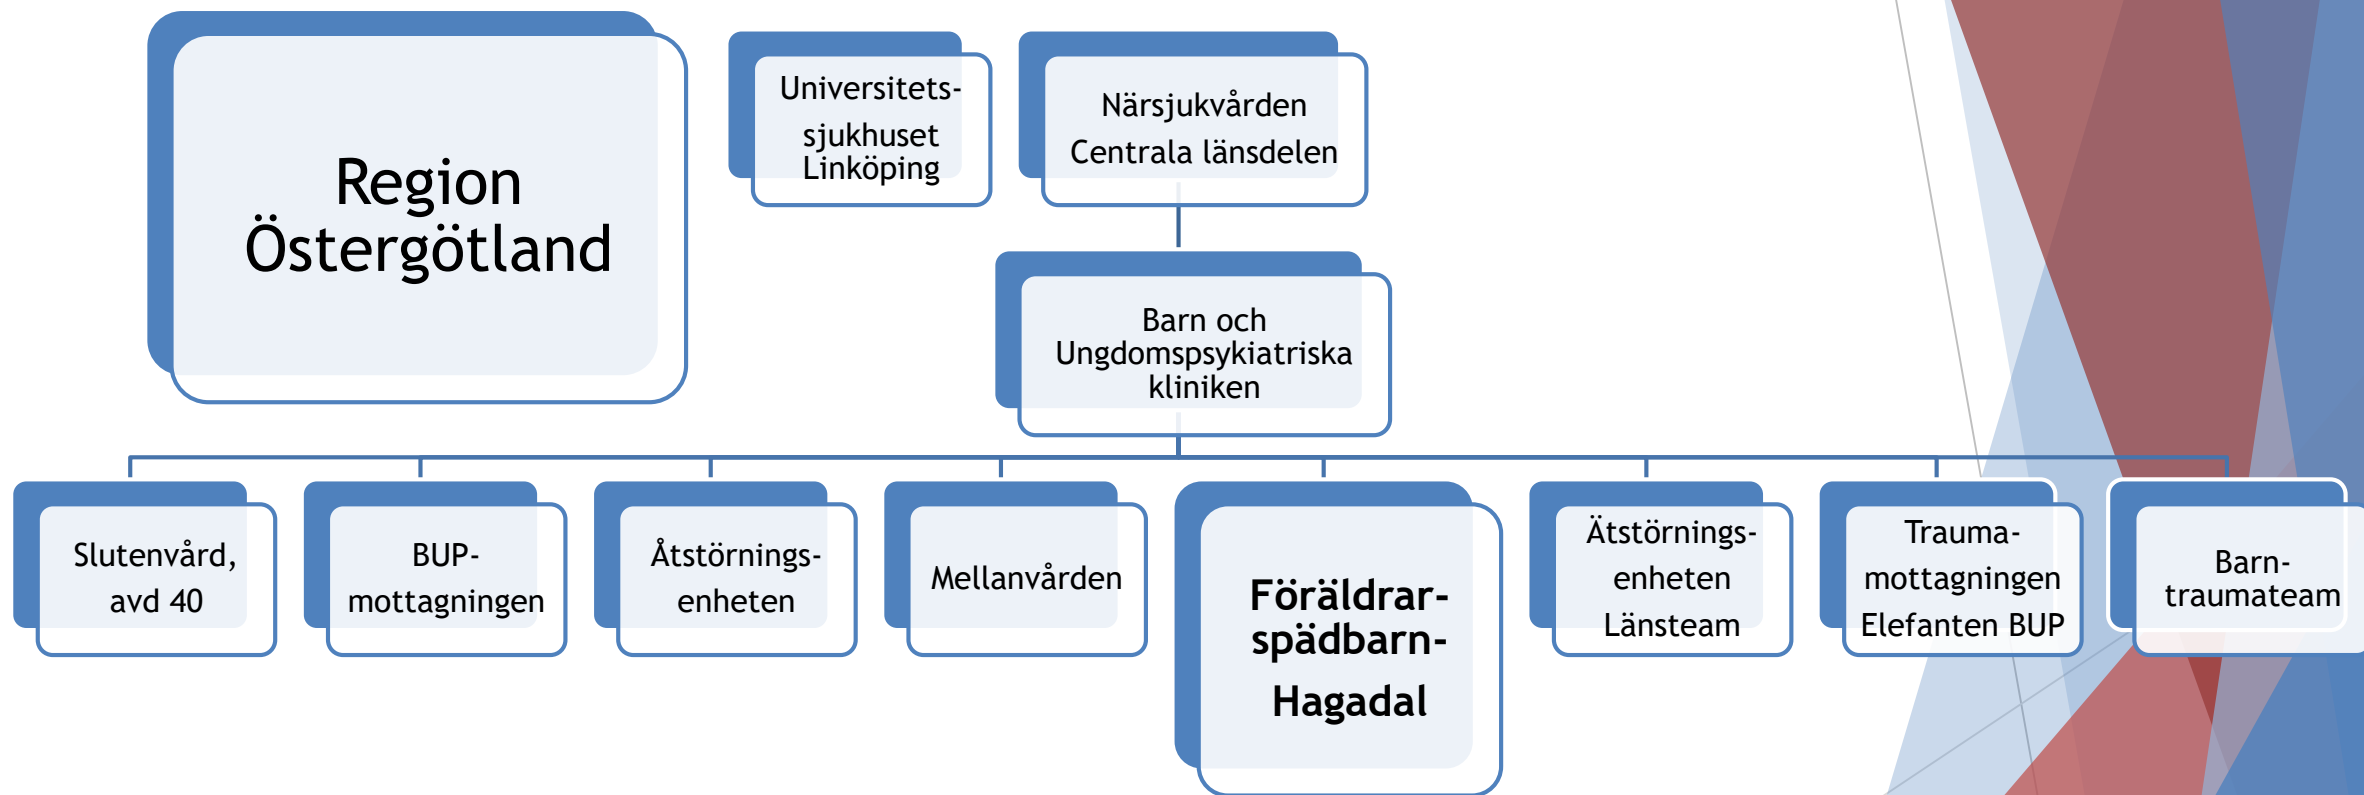 Region
Östergötland
Universitets-
sjukhuset
Linköping
Närsjukvården
Centrala länsdelen
Barn och
Ungdomspsykiatriska
kliniken
Slutenvård,
avd 40
BUP-
mottagningen
Åtstörnings-
enheten
Mellanvården
Föräldrar-
spädbarn-
Hagadal
Ätstörnings-
enheten
Länsteam
Trauma-
mottagningen
Elefanten BUP
Barn-
traumateam